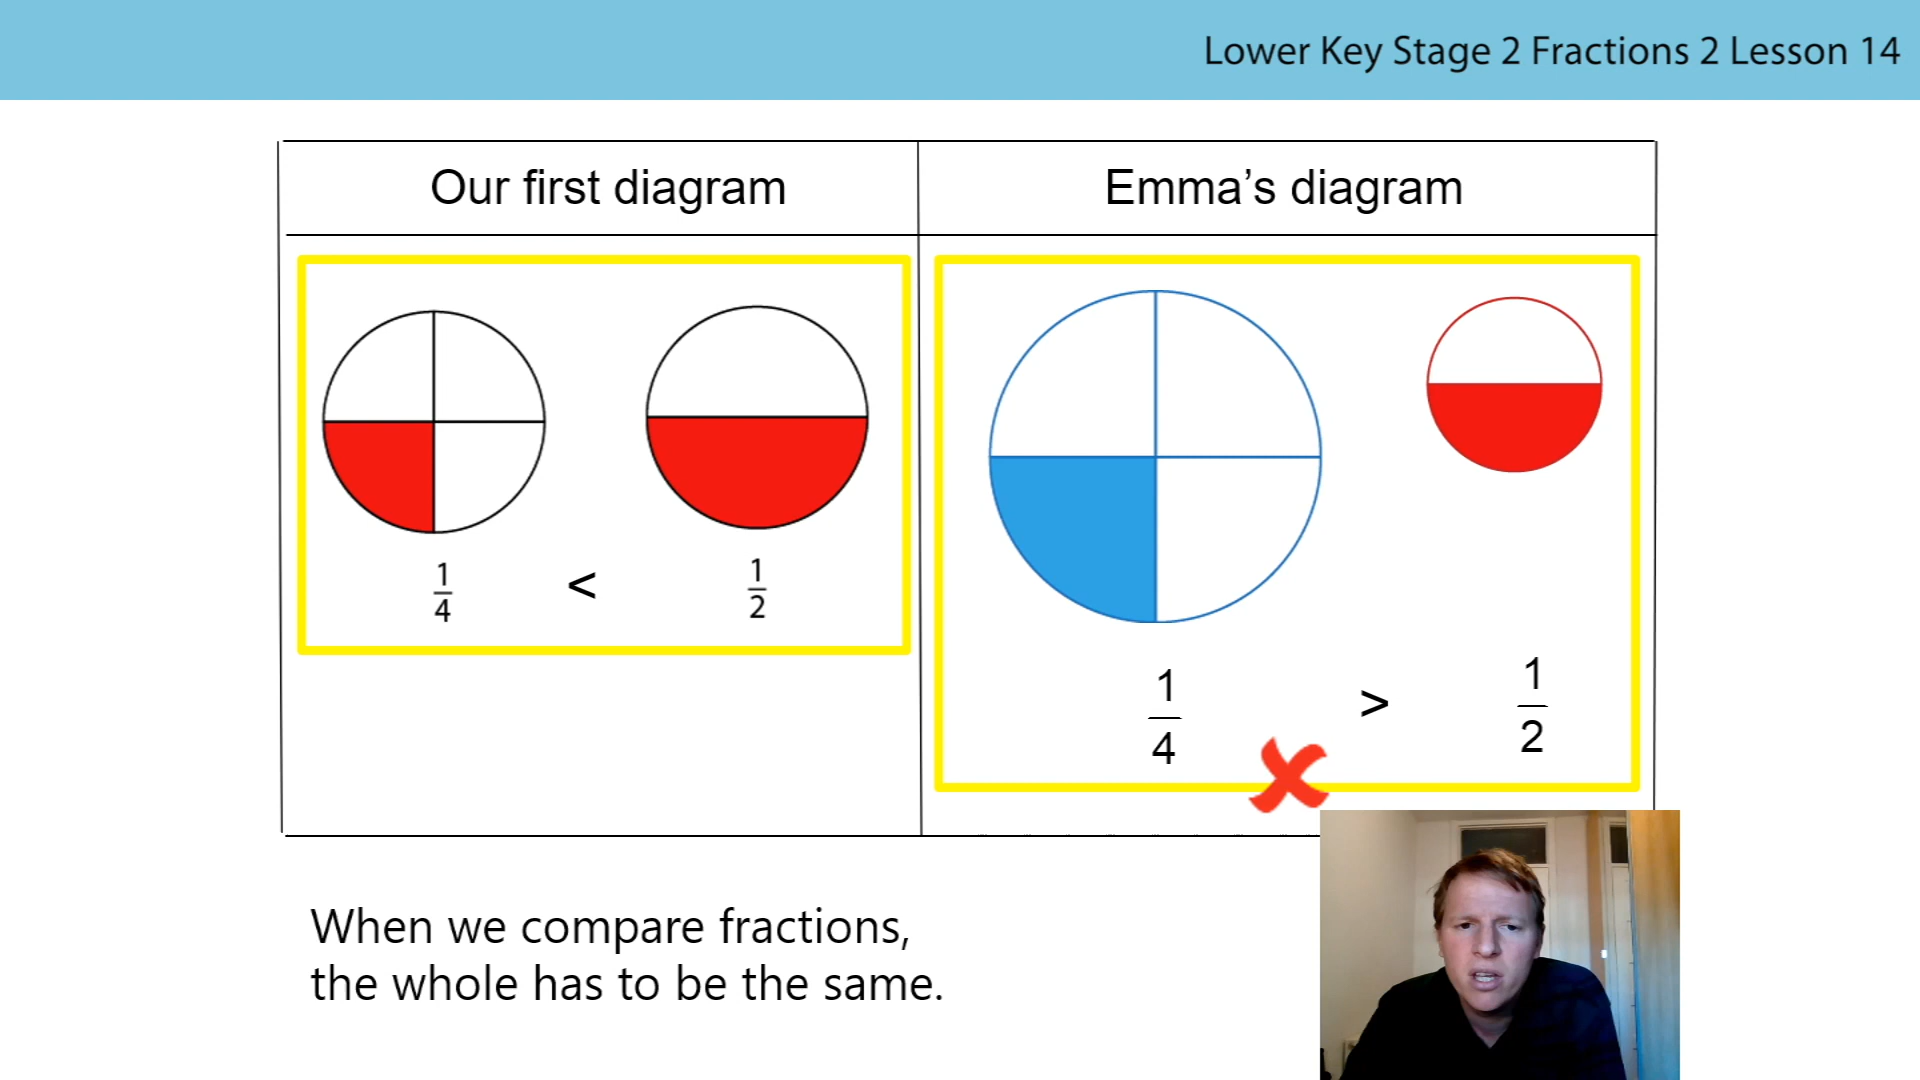 Lower Key Stage 2 Fractions 2 Lesson 14
Our first diagram
Emma's diagram
1/4 < 1/2
1/4 > 1/2
When we compare fractions,
the whole has to be the same.